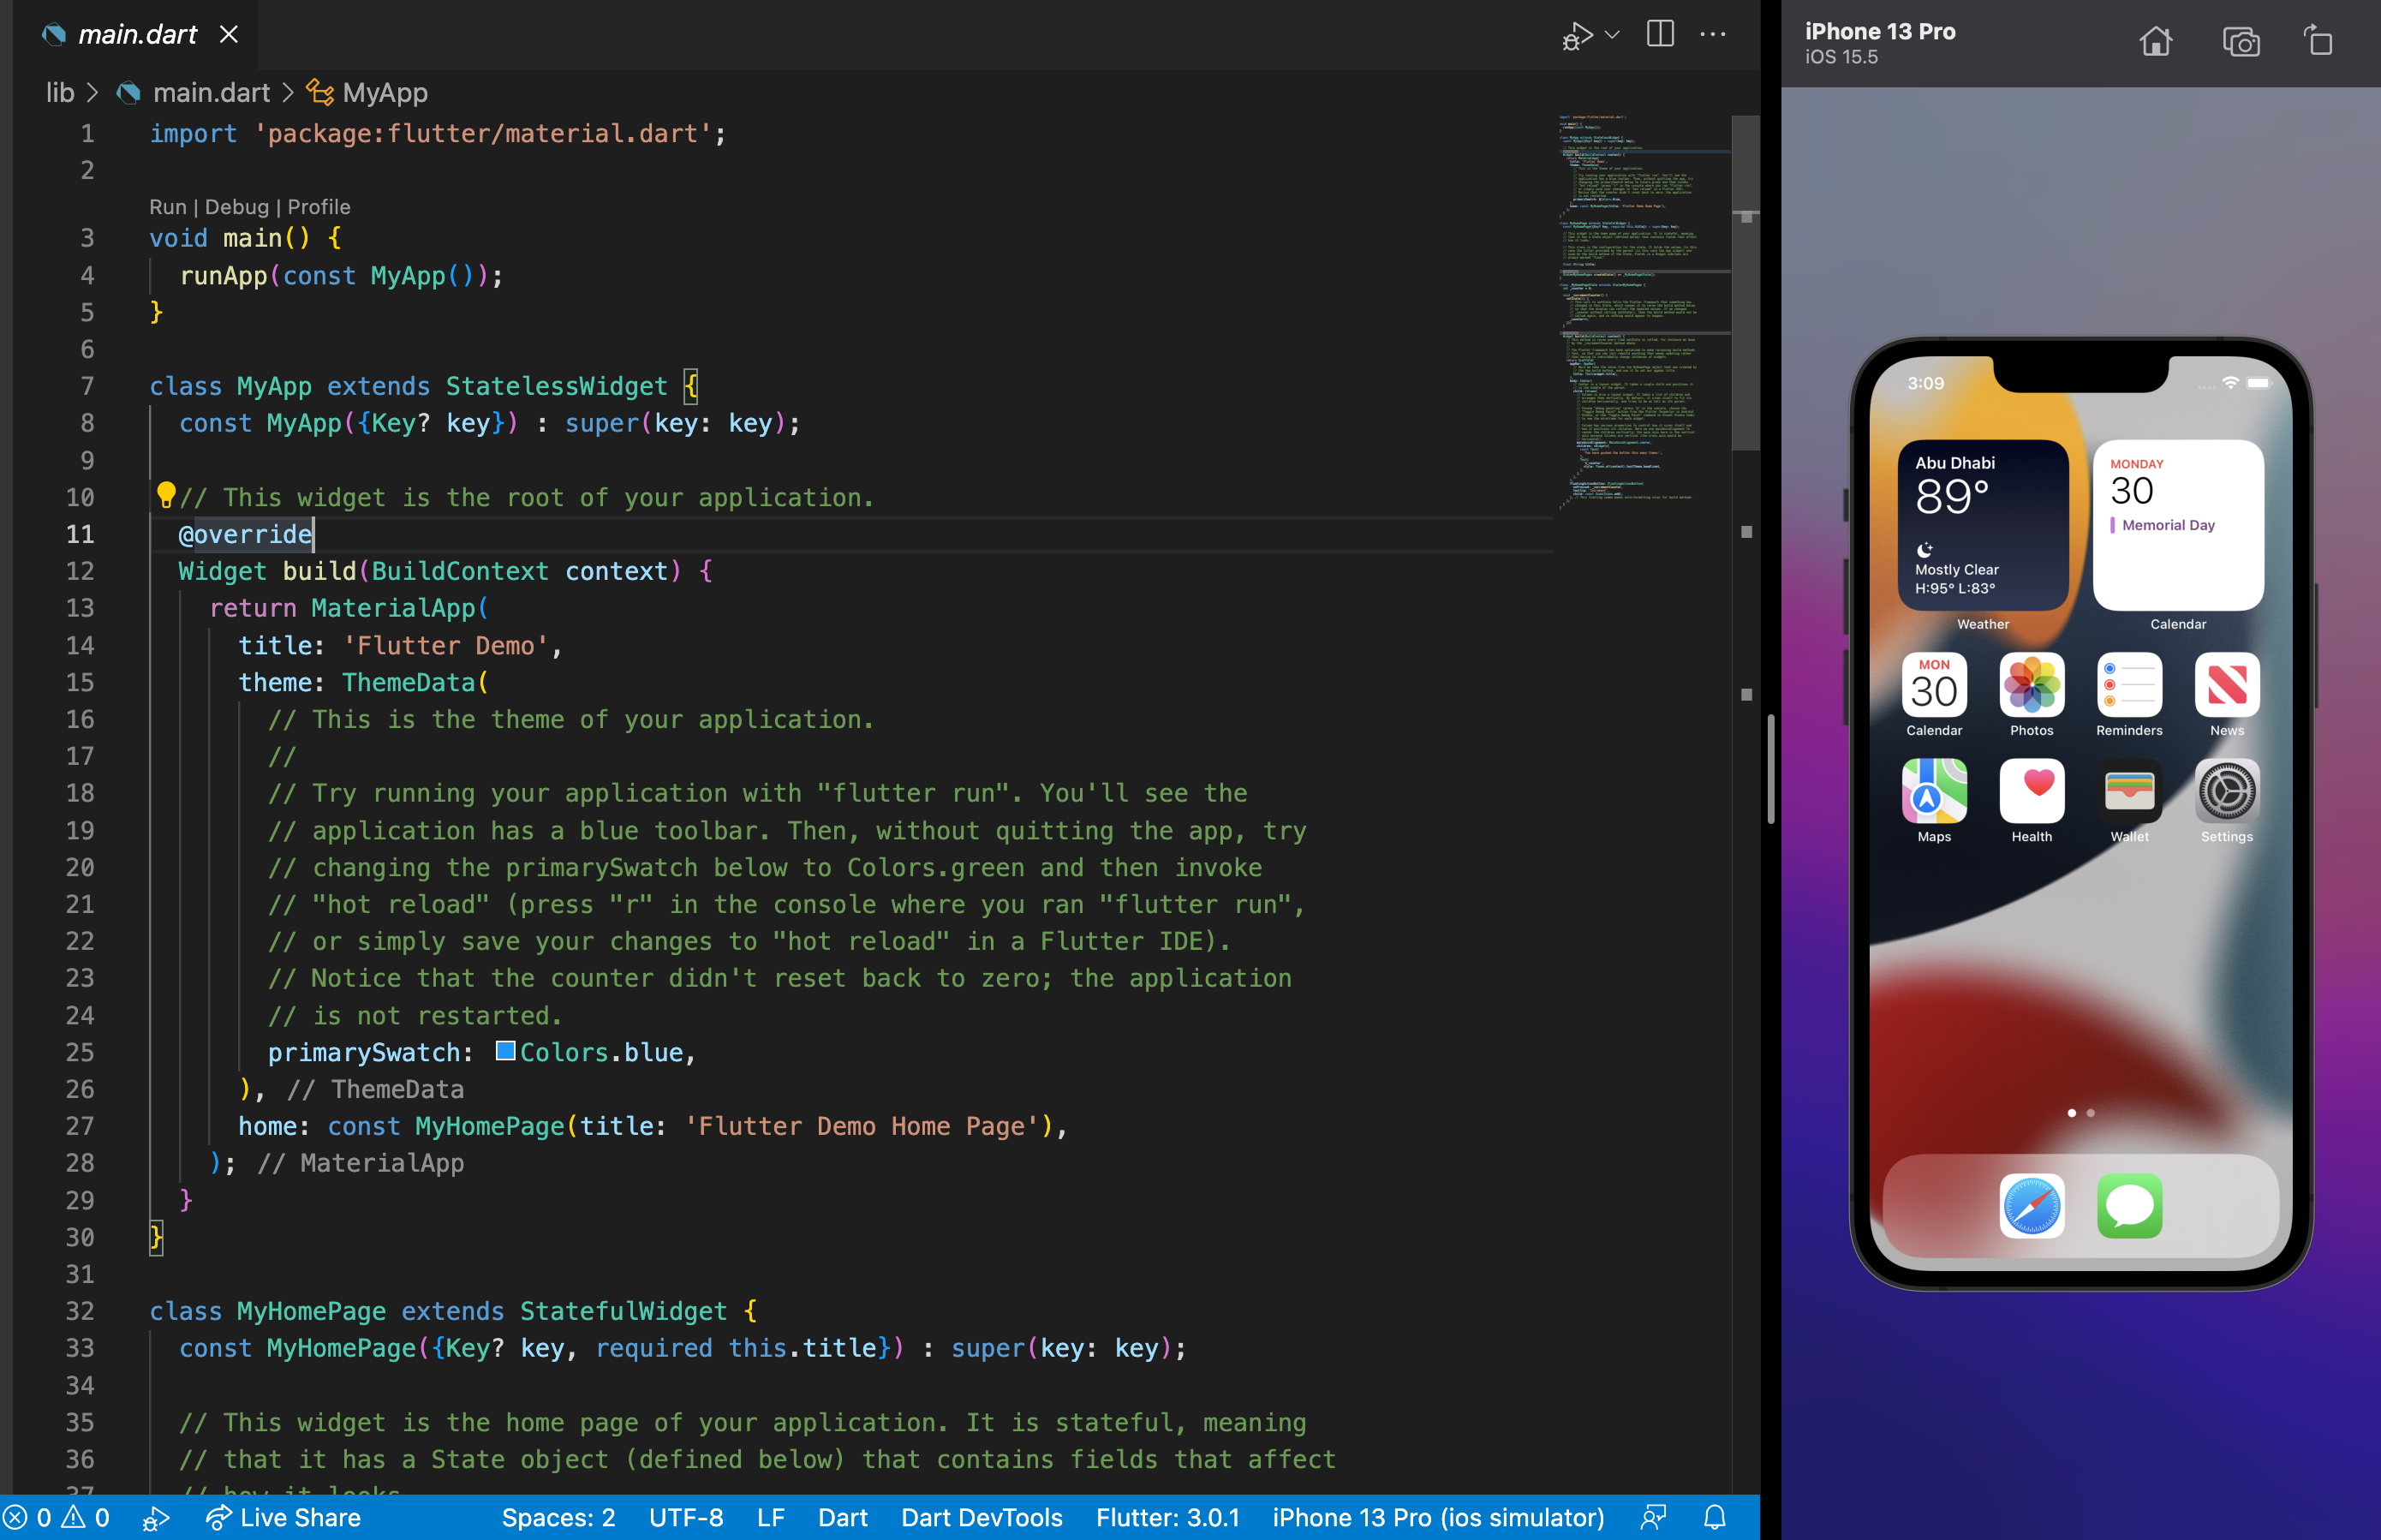 main.dart
lib > main.dart > MyApp
1 import 'package:flutter/material.dart';
2
Run | Debug | Profile
3 void main() {
4 runApp(const MyApp());
5 }
6
7 class MyApp extends StatelessWidget {
8 const MyApp({Key? key}) : super(key: key);
9
10 // This widget is the root of your application.
11 @override
12 Widget build(BuildContext context) {
13 return MaterialApp(
14 title: 'Flutter Demo',
15 theme: ThemeData(
16 // This is the theme of your application.
17 //
18 // Try running your application with "flutter run". You'll see the
19 // application has a blue toolbar. Then, without quitting the app, try
20 // changing the primarySwatch below to Colors.green and then invoke
21 // "hot reload" (press "r" in the console where you ran "flutter run",
22 // or simply save your changes to "hot reload" in a Flutter IDE).
23 // Notice that the counter didn't reset back to zero; the application
24 // is not restarted.
25 primarySwatch: Colors.blue,
26 ), // ThemeData
27 home: const MyHomePage(title: 'Flutter Demo Home Page'),
28 ); // MaterialApp
29 }
30 }
31
32 class MyHomePage extends StatefulWidget {
33 const MyHomePage({Key? key, required this.title}) : super(key: key);
34
35 // This widget is the home page of your application. It is stateful, meaning
36 // that it has a State object (defined below) that contains fields that affect
37 // how it looks.
0 0 Live Share Spaces: 2 UTF-8 LF Dart Dart DevTools Flutter: 3.0.1 iPhone 13 Pro (ios simulator)
iPhone 13 Pro
iOS 15.5
3:09
Abu Dhabi
89°
Mostly Clear
H:95° L:83°
Weather
MONDAY
30
Memorial Day
Calendar
MON
30
Calendar
Photos
Reminders
News
Maps
Health
Wallet
Settings